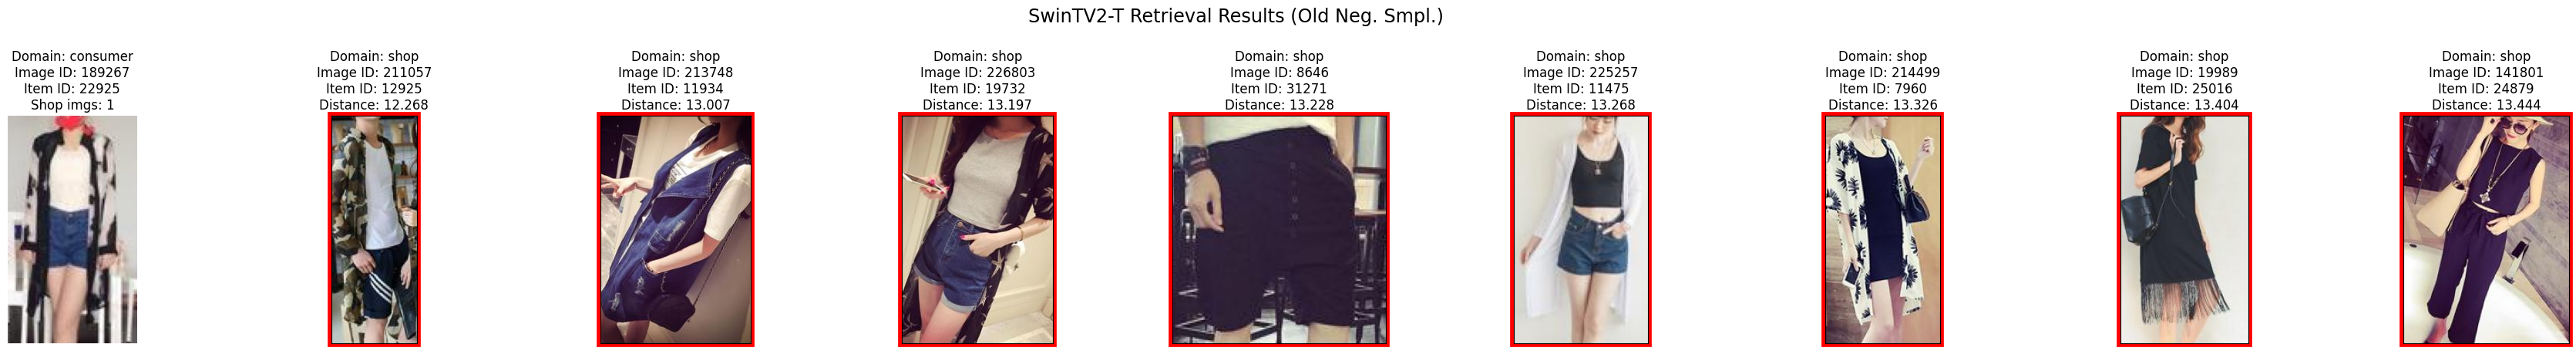 SwinTV2-T Retrieval Results (Old Neg. Smpl.)
Domain: consumer
Image ID: 189267
Item ID: 22925
Shop imgs: 1
Domain: shop
Image ID: 211057
Item ID: 12925
Distance: 12.268
Domain: shop
Image ID: 213748
Item ID: 11934
Distance: 13.007
Domain: shop
Image ID: 226803
Item ID: 19732
Distance: 13.197
Domain: shop
Image ID: 8646
Item ID: 31271
Distance: 13.228
Domain: shop
Image ID: 225257
Item ID: 11475
Distance: 13.268
Domain: shop
Image ID: 214499
Item ID: 7960
Distance: 13.326
Domain: shop
Image ID: 19989
Item ID: 25016
Distance: 13.404
Domain: shop
Image ID: 141801
Item ID: 24879
Distance: 13.444